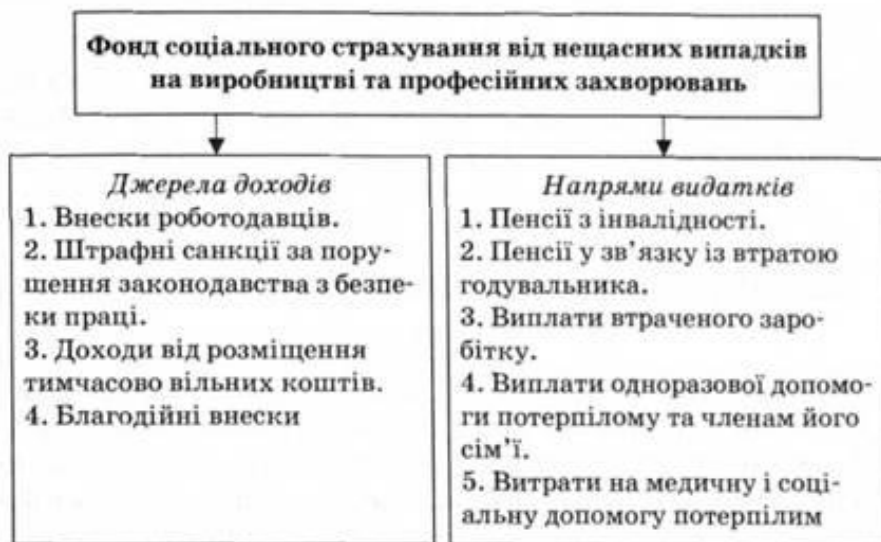 Фонд соціального страхування від нещасних випадків
на виробництві та професійних захворювань
Джерела доходів
1. Внески роботодавців.
2. Штрафні санкції за пору-
шення законодавства з безпе-
ки праці.
3. Доходи від розміщення
тимчасово вільних коштів.
4. Благодійні внески
Напрями видатків
1. Пенсії з інвалідності.
2. Пенсії у зв’язку із втратою
годувальника.
3. Виплати втраченого заро-
бітку.
4. Виплати одноразової допомо-
ги потерпілому та членам його
сім’ї.
5. Витрати на медичну і соці-
альну допомогу потерпілим